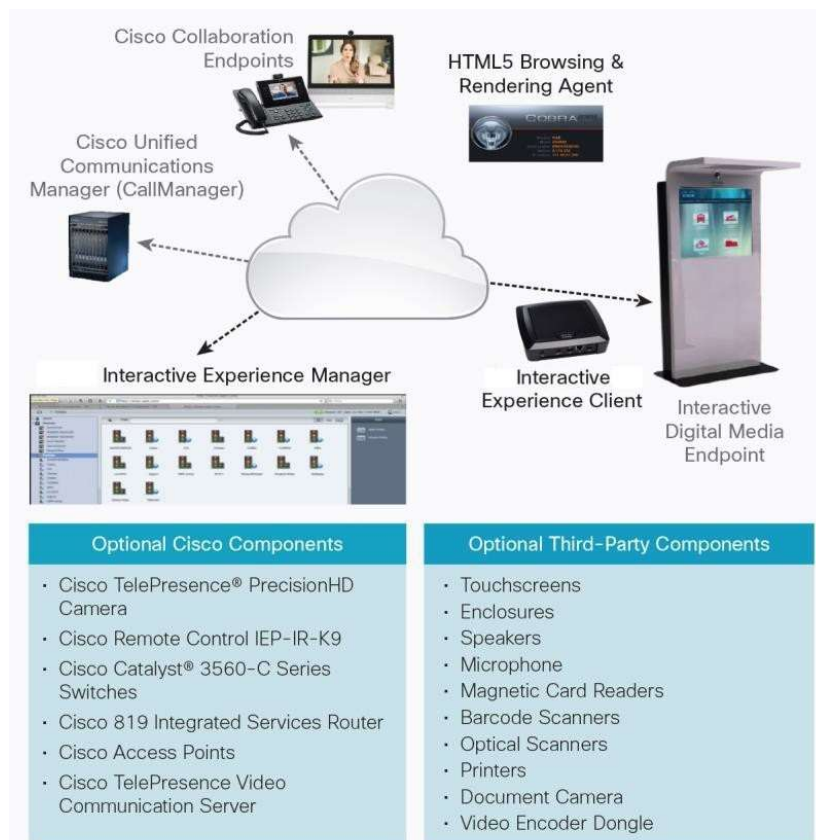 Cisco Collaboration
Endpoints
HTML5 Browsing &
Rendering Agent
COBRA
Cisco Unified
Communications
Manager (CallManager)
Interactive Experience Manager
Interactive
Experience Client
Interactive
Digital Media
Endpoint
Optional Cisco Components
· Cisco TelePresence® PrecisionHD
Camera
· Cisco Remote Control IEP-IR-K9
· Cisco Catalyst® 3560-C Series
Switches
· Cisco 819 Integrated Services Router
· Cisco Access Points
· Cisco TelePresence Video
Communication Server
Optional Third-Party Components
· Touchscreens
· Enclosures
· Speakers
· Microphone
· Magnetic Card Readers
· Barcode Scanners
· Optical Scanners
· Printers
· Document Camera
· Video Encoder Dongle